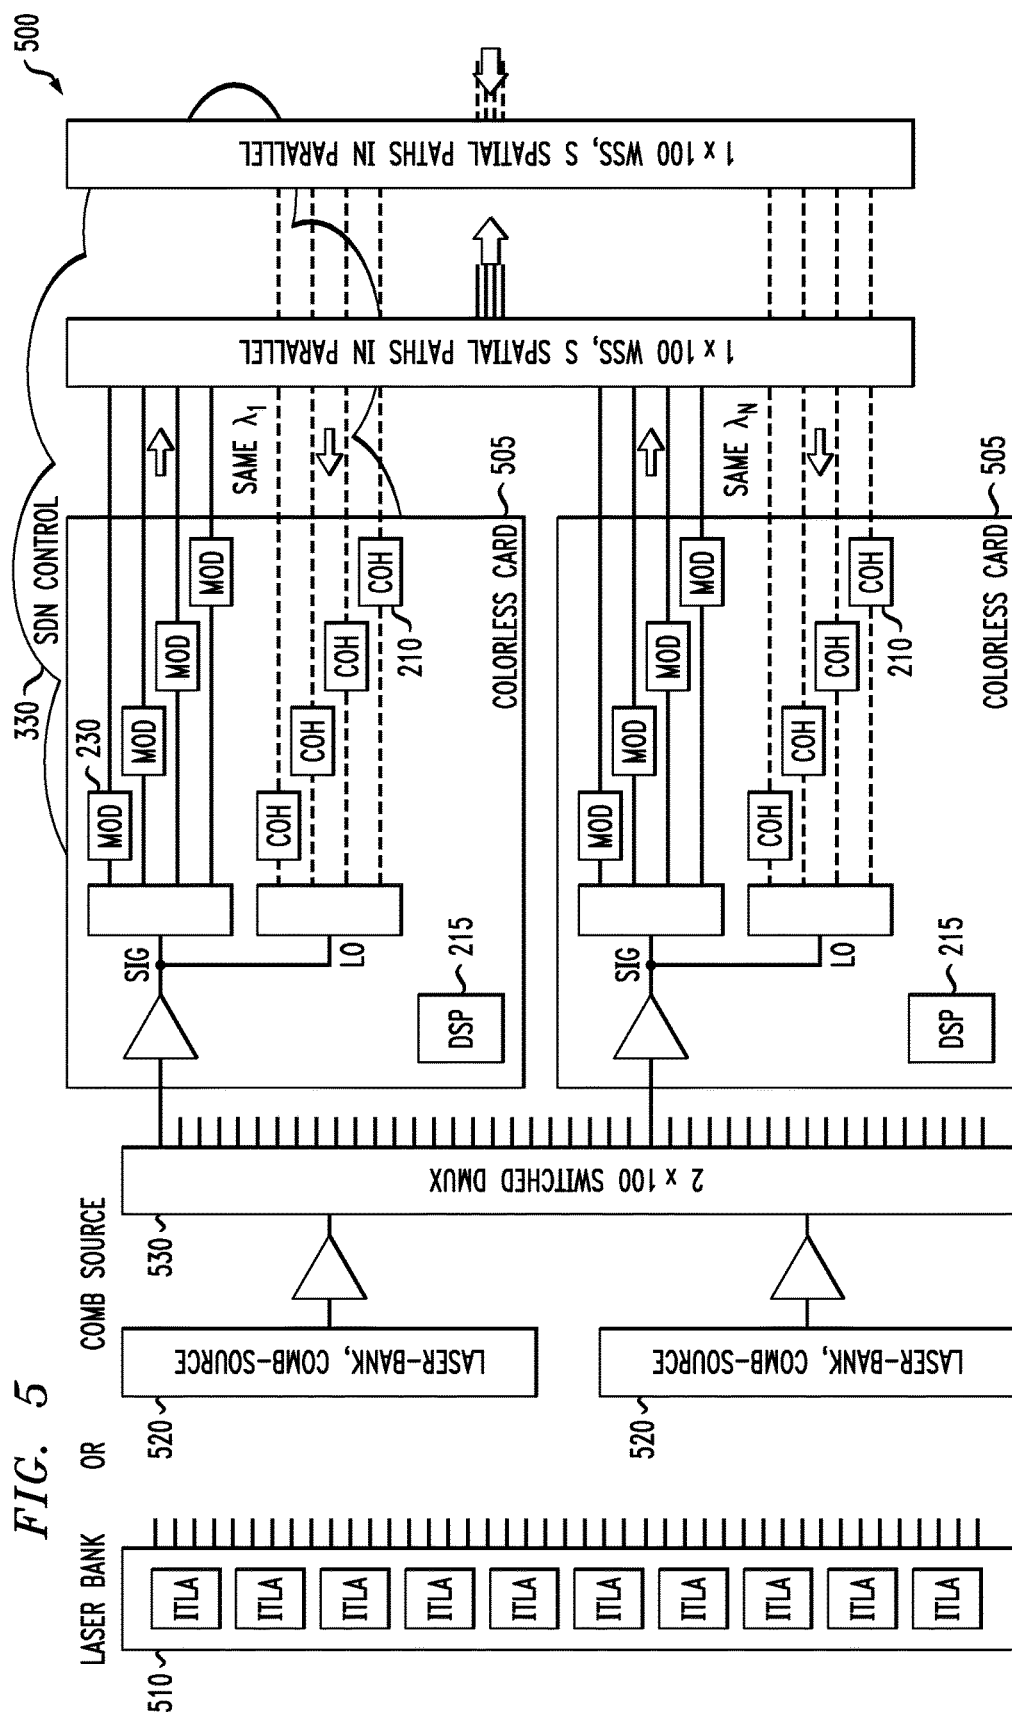 FIG. 5
500
LASER BANK OR COMB SOURCE
510
ITLA
ITLA
ITLA
ITLA
ITLA
ITLA
ITLA
ITLA
ITLA
ITLA
520
LASER-BANK, COMB-SOURCE
520
LASER-BANK, COMB-SOURCE
530
2 x 100 SWITCHED DMUX
330
SDN CONTROL
SIG
LO
DSP
215
230
MOD
MOD
MOD
MOD
COH
COH
COH
COH
210
COLORLESS CARD
505
SAME λ1
SIG
LO
DSP
215
MOD
MOD
MOD
MOD
COH
COH
COH
COH
210
COLORLESS CARD
505
SAME λN
1 x 100 WSS, S SPATIAL PATHS IN PARALLEL
1 x 100 WSS, S SPATIAL PATHS IN PARALLEL